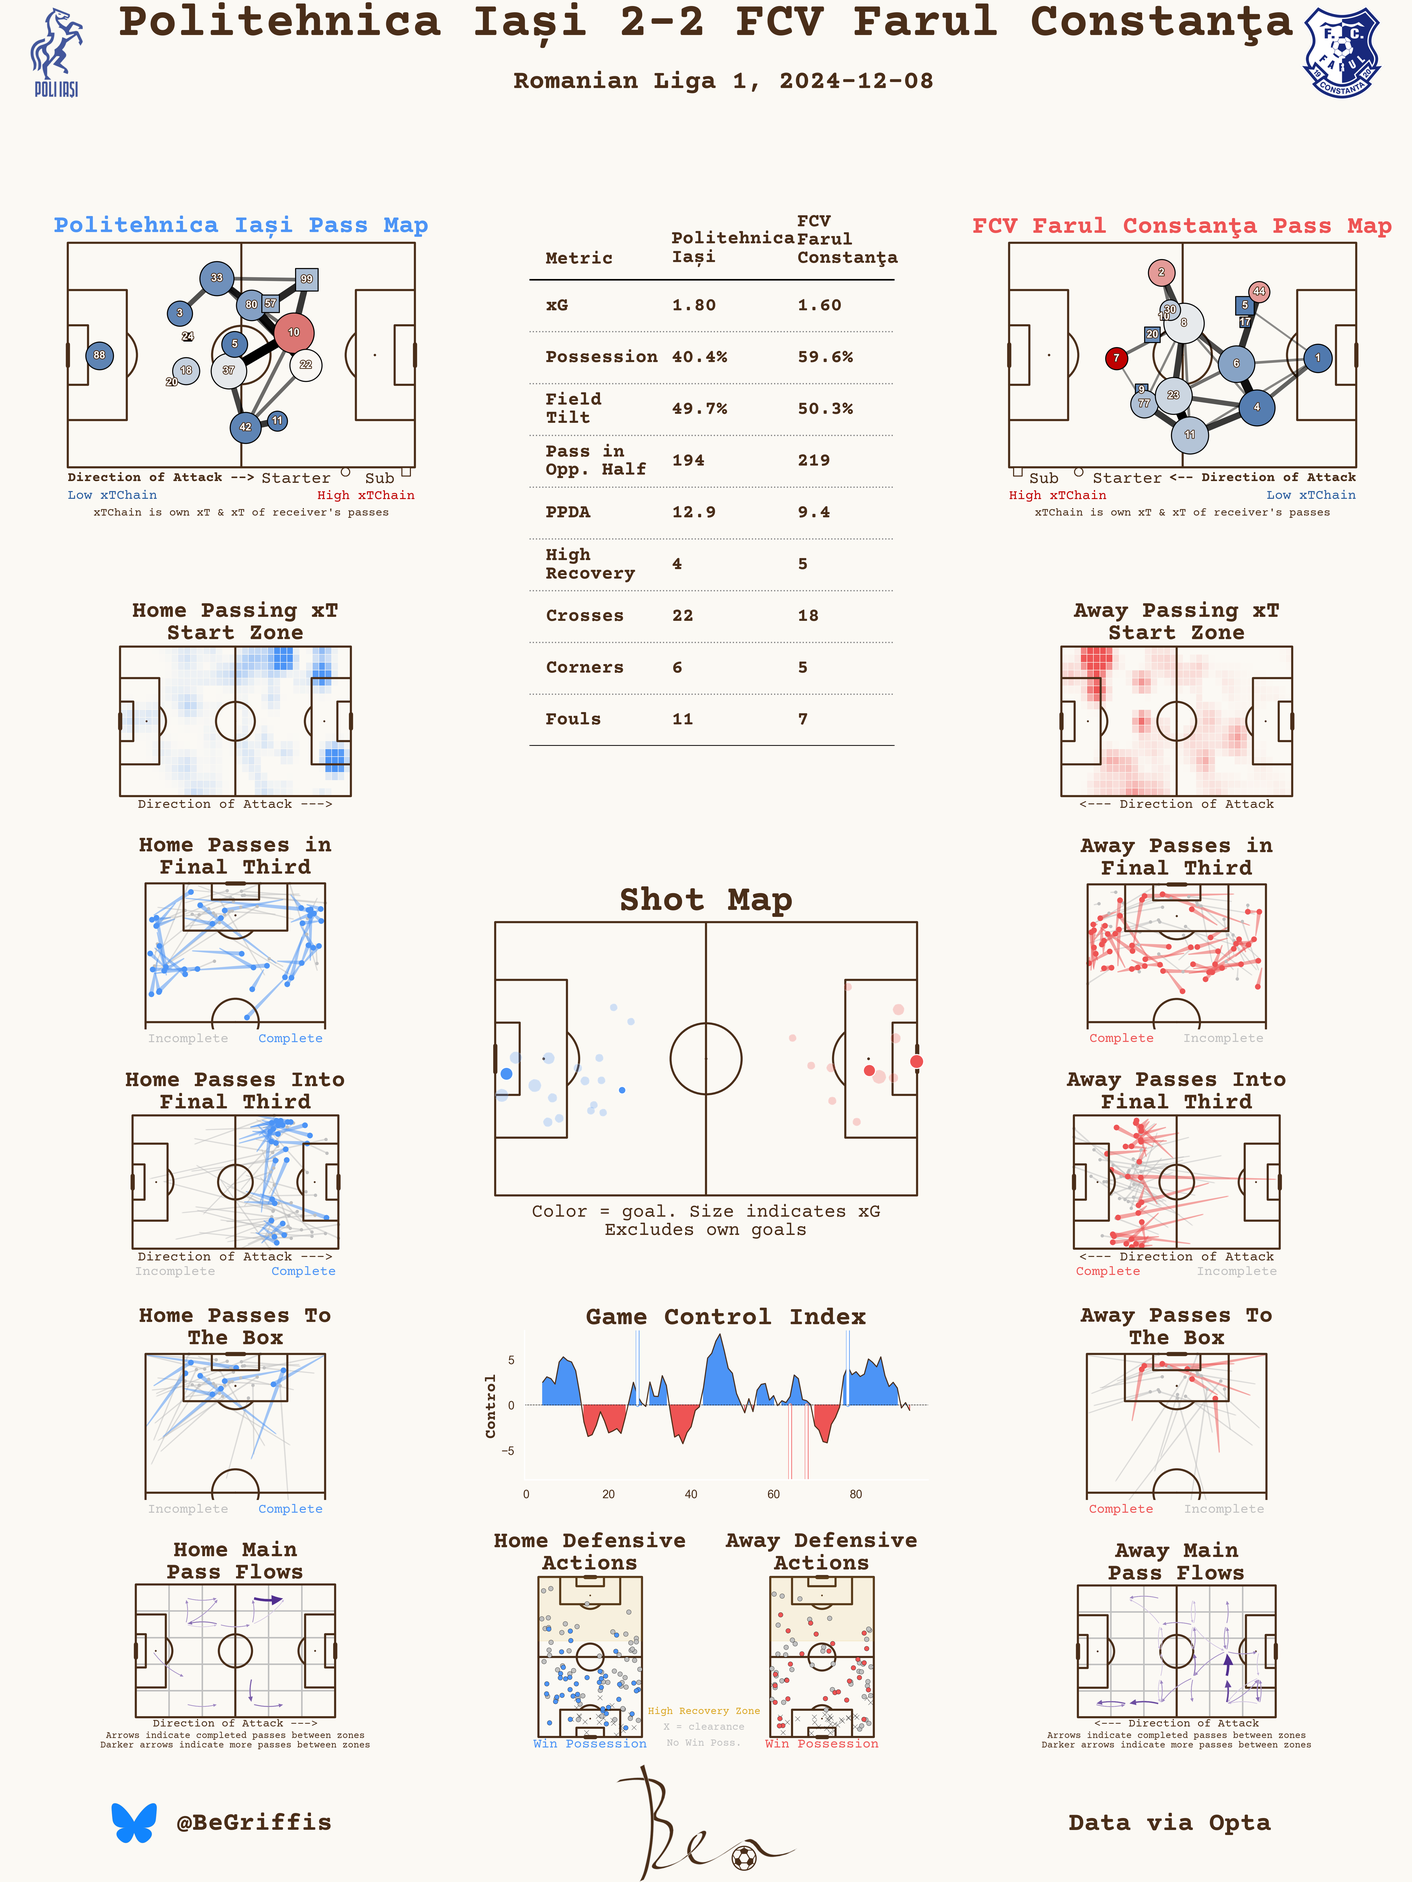 Politehnica Iași 2-2 FCV Farul Constanţa
Romanian Liga 1, 2024-12-08
POLI IAȘI
F. C.
FARUL
19 CONSTANTA 20
Politehnica Iași Pass Map
33
99
3
80
57
24
10
5
88
18
20
37
22
42
11
Direction of Attack --> Starter Sub
Low xTChain High xTChain
xTChain is own xT & xT of receiver's passes
Metric Politehnica Iași FCV Farul Constanţa
xG 1.80 1.60
Possession 40.4% 59.6%
Field Tilt 49.7% 50.3%
Pass in Opp. Half 194 219
PPDA 12.9 9.4
High Recovery 4 5
Crosses 22 18
Corners 6 5
Fouls 11 7
FCV Farul Constanţa Pass Map
2
44
30
10
5
8
17
20
7
6
1
9
77
23
4
11
Sub Starter <-- Direction of Attack
High xTChain Low xTChain
xTChain is own xT & xT of receiver's passes
Home Passing xT
Start Zone
Direction of Attack --->
Away Passing xT
Start Zone
<--- Direction of Attack
Home Passes in
Final Third
Incomplete Complete
Away Passes in
Final Third
Complete Incomplete
Home Passes Into
Final Third
Direction of Attack --->
Incomplete Complete
Away Passes Into
Final Third
<--- Direction of Attack
Complete Incomplete
Shot Map
Color = goal. Size indicates xG
Excludes own goals
Home Passes To
The Box
Incomplete Complete
Away Passes To
The Box
Complete Incomplete
Game Control Index
Control
5
0
−5
0 20 40 60 80
Home Main
Pass Flows
Direction of Attack --->
Arrows indicate completed passes between zones
Darker arrows indicate more passes between zones
Home Defensive
Actions
Win Possession
Away Defensive
Actions
Win Possession
High Recovery Zone
X = clearance
No Win Poss.
Away Main
Pass Flows
<--- Direction of Attack
Arrows indicate completed passes between zones
Darker arrows indicate more passes between zones
@BeGriffis
Ben
Data via Opta